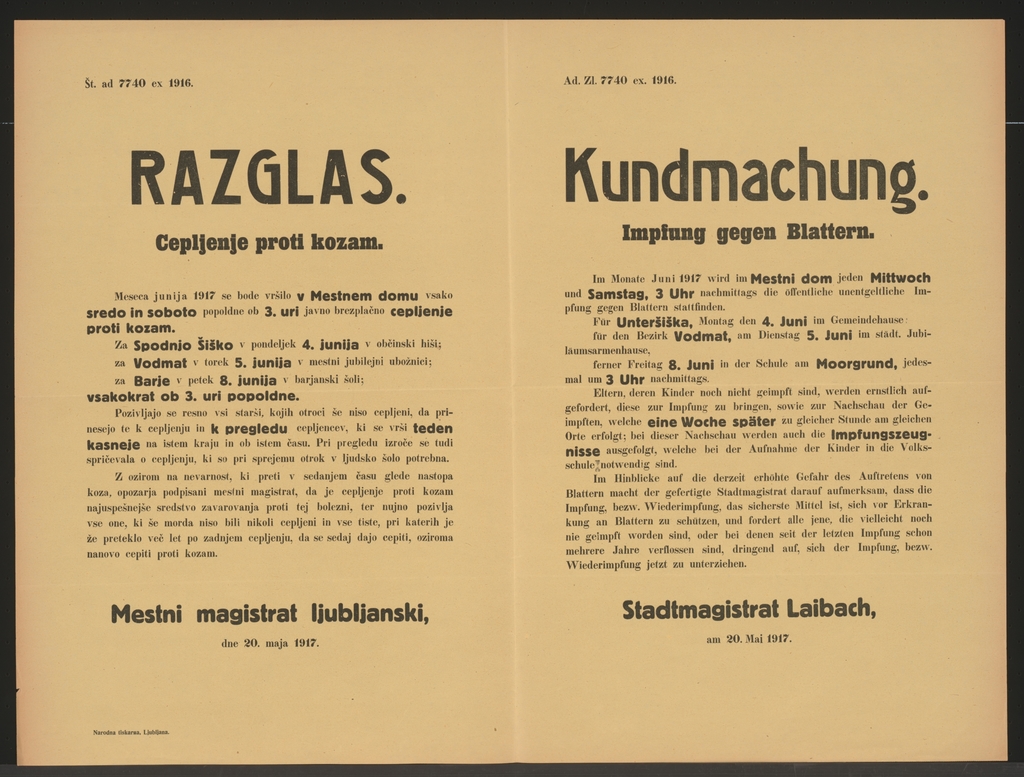 Št. ad 7740 ex 1916.
RAZGLAS.
Cepljenje proti kozam.
Meseca junija 1917 se bode vršilo v Mestnem domu vsako
sredo in soboto popoldne ob 3. uri javno brezplačno cepljenje
proti kozam.
Za Spodnjo Šiško v pondeljek 4. junija v občinski hiši;
za Vodmat v torek 5. junija v mestni jubilejni ubožnici;
za Barje v petek 8. junija v barjanski šoli;
vsakokrat ob 3. uri popoldne.
Pozivljajo se resno vsi starši, kojih otroci še niso cepljeni, da pri-
nesejo te k cepljenju in k pregledu cepljencev, ki se vrši teden
kasneje na istem kraju in ob istem času. Pri pregledu izroče se tudi
spričevala o cepljenju, ki so pri sprejemu otrok v ljudsko šolo potrebna.
Z ozirom na nevarnost, ki preti v sedanjem času glede nastopa
koza, opozarja podpisani mestni magistrat, da je cepljenje proti kozam
najuspešnejše sredstvo zavarovanja proti tej bolezni, ter nujno pozivlja
vse one, ki še morda niso bili nikoli cepljeni in vse tiste, pri katerih je
že preteklo več let po zadnjem cepljenju, da se sedaj dajo cepiti, oziroma
nanovo cepiti proti kozam.
Mestni magistrat ljubljanski,
dne 20. maja 1917.
Narodna tiskarna, Ljubljana.
Ad. Zl. 7740 ex. 1916.
Kundmachung.
Impfung gegen Blattern.
Im Monate Juni 1917 wird im Mestni dom jeden Mittwoch
und Samstag, 3 Uhr nachmittags die öffentliche unentgeltliche Im-
pfung gegen Blattern stattfinden.
Für Unteršiška, Montag den 4. Juni im Gemeindehause;
für den Bezirk Vodmat, am Dienstag 5. Juni im städt. Jubi-
läumsarmenhause,
ferner Freitag 8. Juni in der Schule am Moorgrund, jedes-
mal um 3 Uhr nachmittags.
Eltern, deren Kinder noch nicht geimpft sind, werden ernstlich auf-
gefordert, diese zur Impfung zu bringen, sowie zur Nachschau der Ge-
impften, welche eine Woche später zu gleicher Stunde am gleichen
Orte erfolgt; bei dieser Nachschau werden auch die Impfungszeug-
nisse ausgefolgt, welche bei der Aufnahme der Kinder in die Volks-
schule notwendig sind.
Im Hinblicke auf die derzeit erhöhte Gefahr des Auftretens von
Blattern macht der gefertigte Stadtmagistrat darauf aufmerksam, dass die
Impfung, bezw. Wiederimpfung, das sicherste Mittel ist, sich vor Erkran-
kung an Blattern zu schützen, und fordert alle jene, die vielleicht noch
nie geimpft worden sind, oder bei denen seit der letzten Impfung schon
mehrere Jahre verflossen sind, dringend auf, sich der Impfung, bezw.
Wiederimpfung jetzt zu unterziehen.
Stadtmagistrat Laibach,
am 20. Mai 1917.